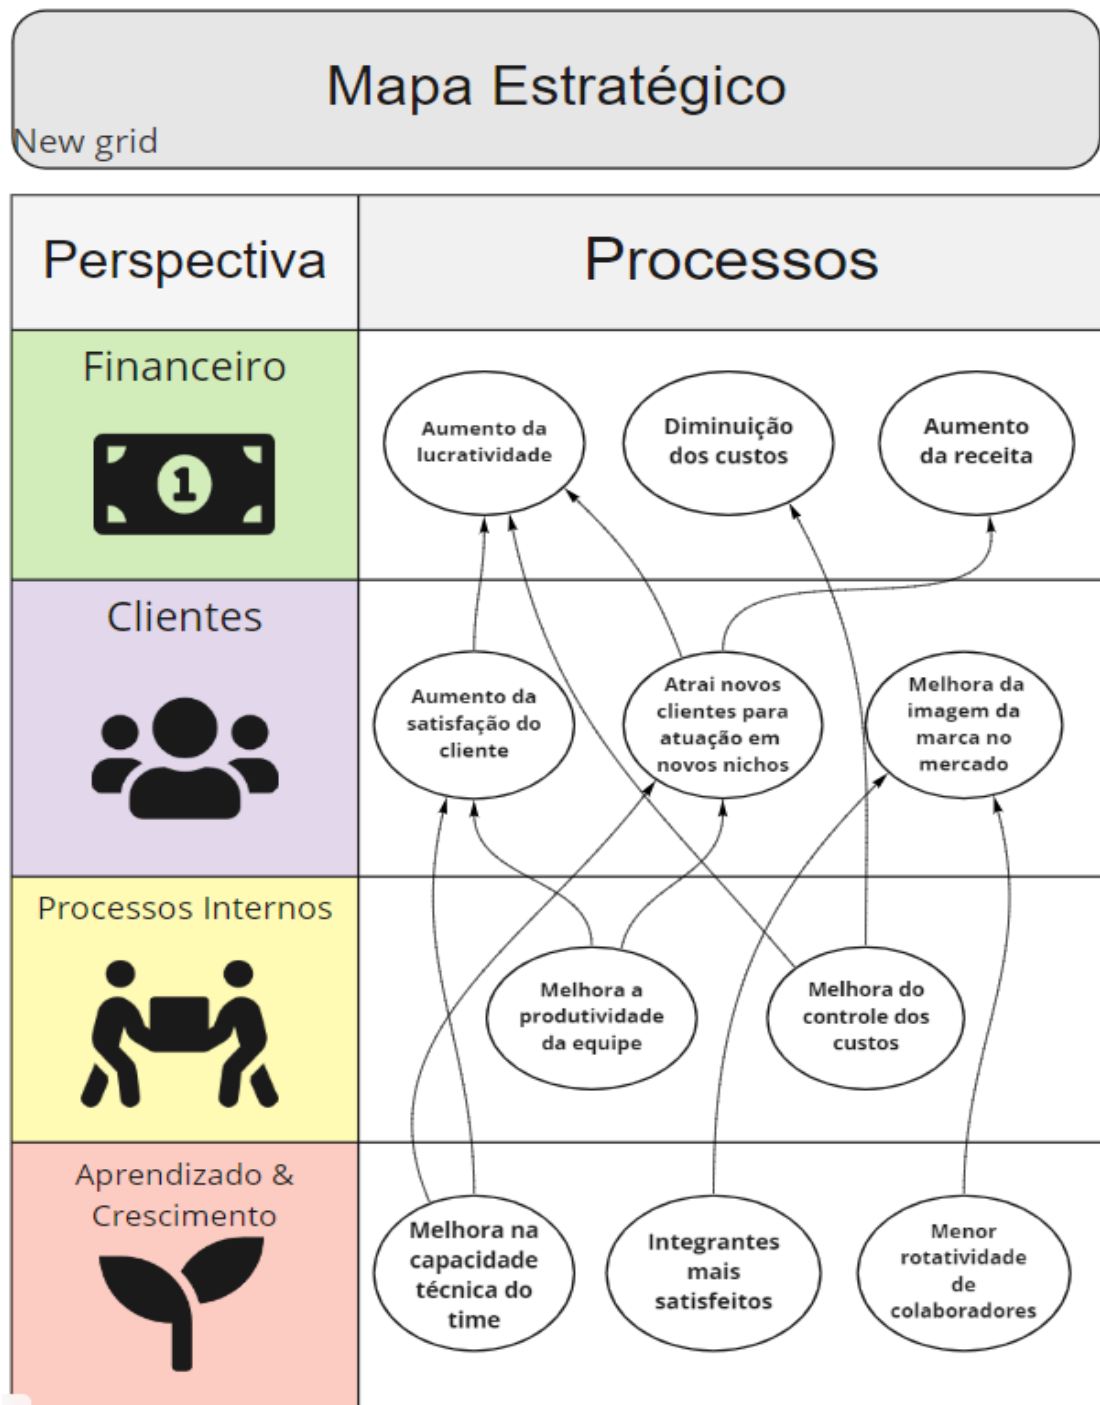 Mapa Estratégico
New grid
Perspectiva
Processos
Financeiro
1
Aumento da
lucratividade
Diminuição
dos custos
Aumento
da receita
Clientes
Aumento da
satisfação do
cliente
Atrai novos
clientes para
atuação em
novos nichos
Melhora da
imagem da
marca no
mercado
Processos Internos
Melhora a
produtividade
da equipe
Melhora do
controle dos
custos
Aprendizado &
Crescimento
Melhora na
capacidade
técnica do
time
Integrantes
mais
satisfeitos
Menor
rotatividade
de
colaboradores